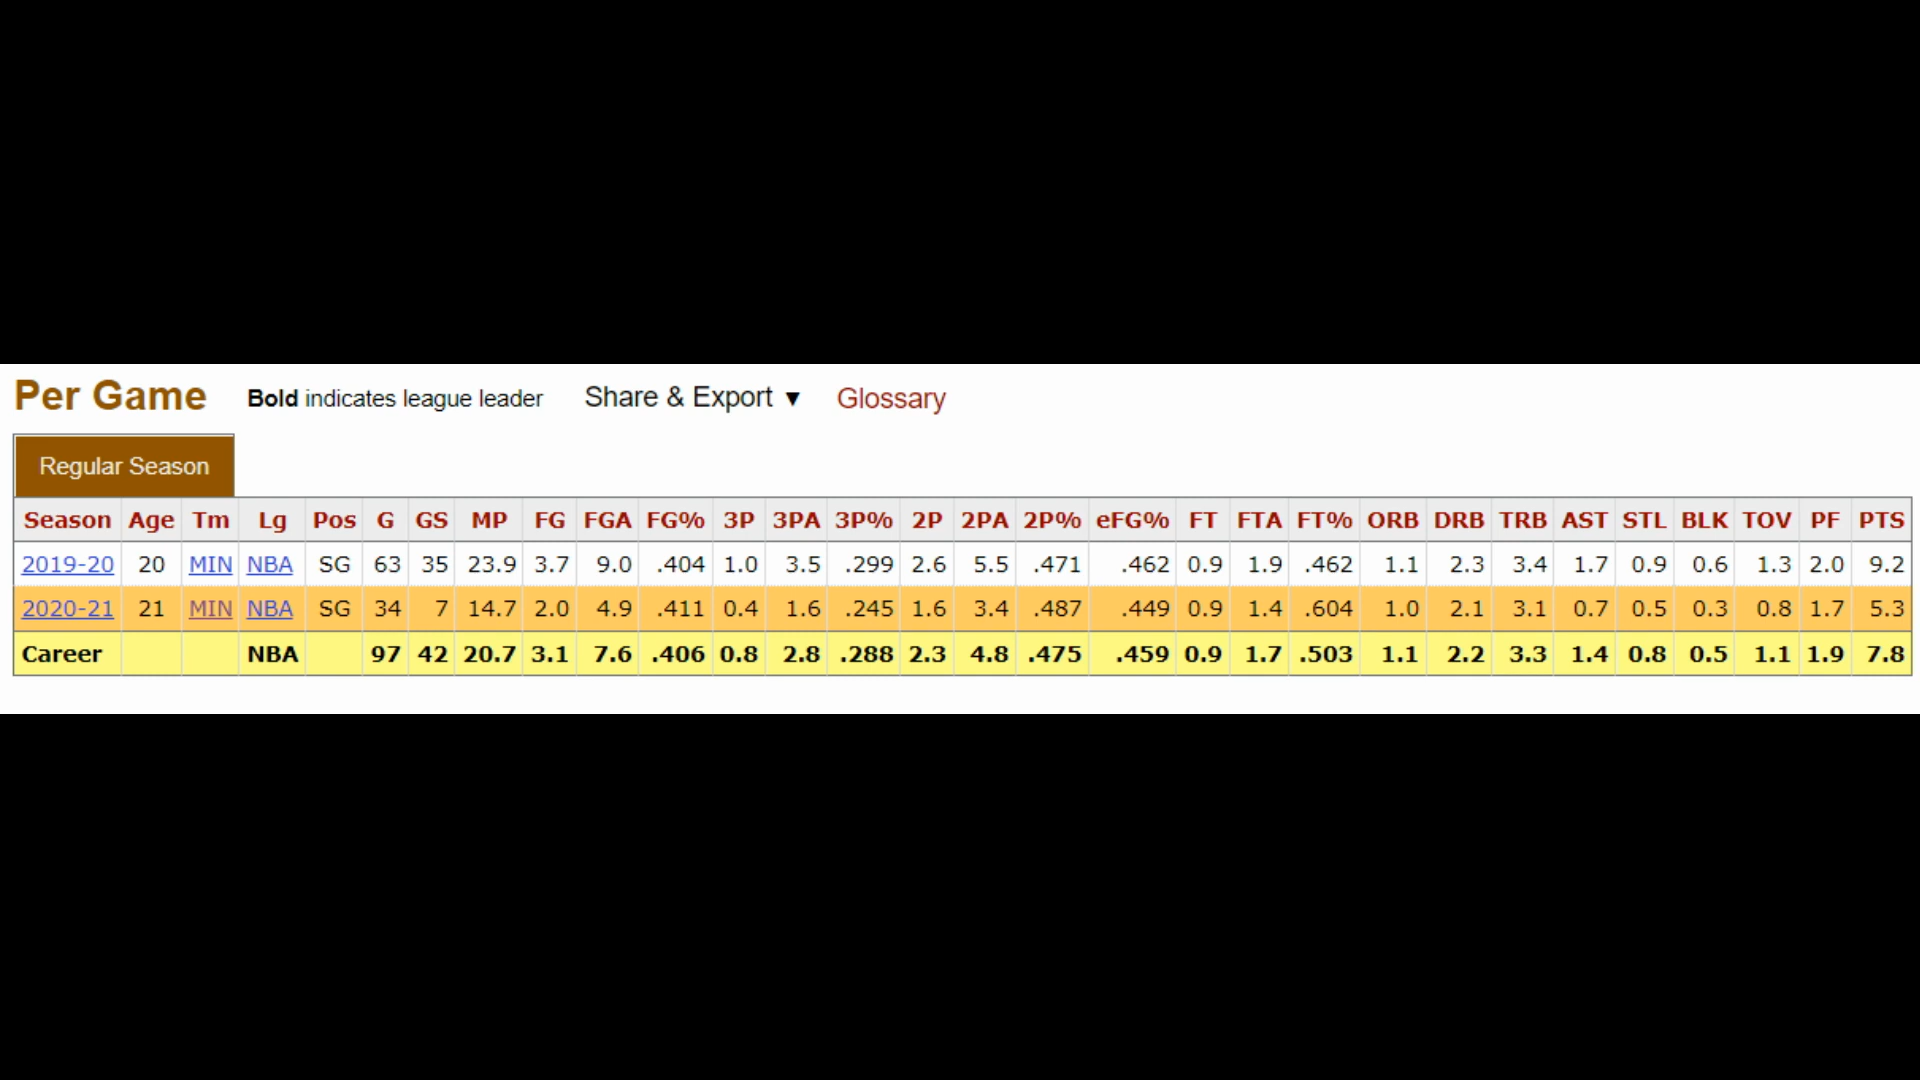 Per Game Bold indicates league leader Share & Export ▼ Glossary
Regular Season
Season Age Tm Lg Pos G GS MP FG FGA FG% 3P 3PA 3P% 2P 2PA 2P% eFG% FT FTA FT% ORB DRB TRB AST STL BLK TOV PF PTS
2019-20 20 MIN NBA SG 63 35 23.9 3.7 9.0 .404 1.0 3.5 .299 2.6 5.5 .471 .462 0.9 1.9 .462 1.1 2.3 3.4 1.7 0.9 0.6 1.3 2.0 9.2
2020-21 21 MIN NBA SG 34 7 14.7 2.0 4.9 .411 0.4 1.6 .245 1.6 3.4 .487 .449 0.9 1.4 .604 1.0 2.1 3.1 0.7 0.5 0.3 0.8 1.7 5.3
Career NBA 97 42 20.7 3.1 7.6 .406 0.8 2.8 .288 2.3 4.8 .475 .459 0.9 1.7 .503 1.1 2.2 3.3 1.4 0.8 0.5 1.1 1.9 7.8